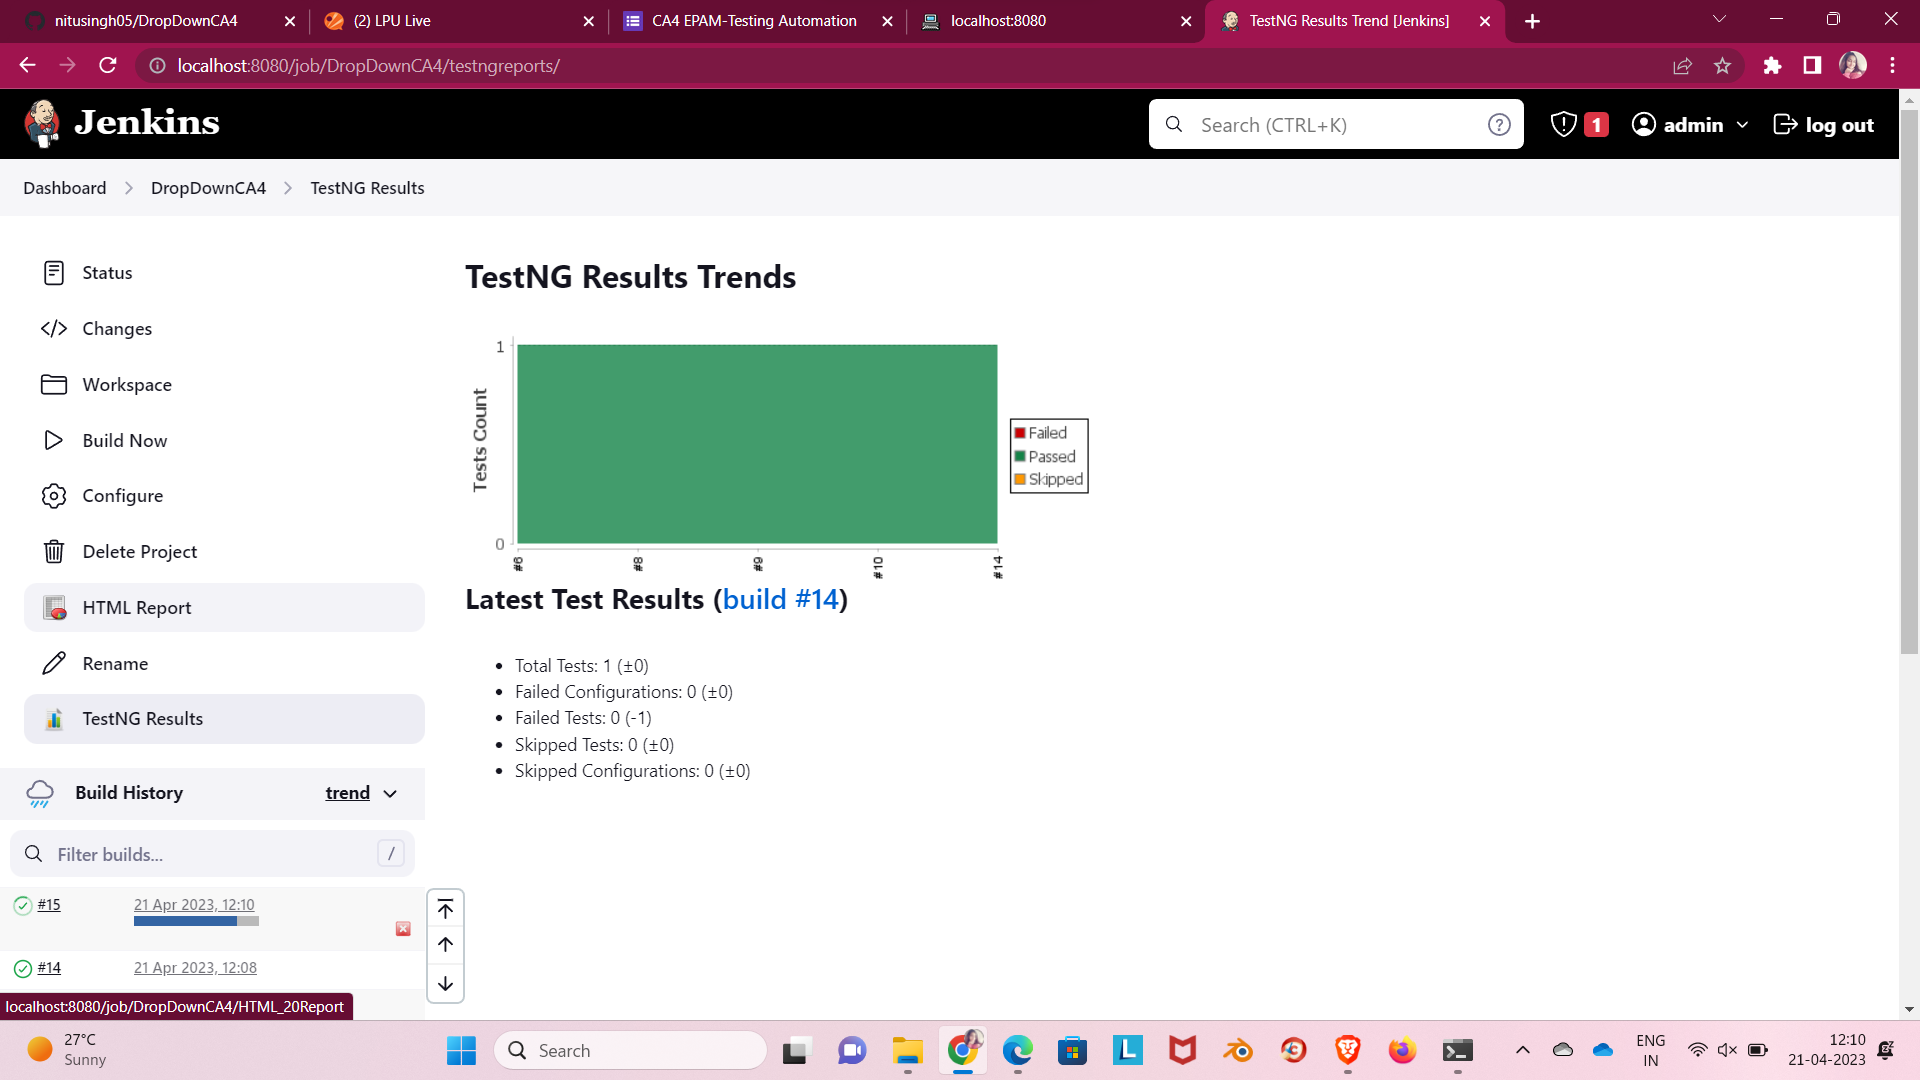 nitusingh05/DropDownCA4
(2) LPU Live
CA4 EPAM-Testing Automation
localhost:8080
TestNG Results Trend [Jenkins]
localhost:8080/job/DropDownCA4/testngreports/
Jenkins
Search (CTRL+K)
1
admin
log out
Dashboard
DropDownCA4
TestNG Results
Status
Changes
Workspace
Build Now
Configure
Delete Project
HTML Report
Rename
TestNG Results
Build History
trend
Filter builds...
/
#15
21 Apr 2023, 12:10
#14
21 Apr 2023, 12:08
localhost:8080/job/DropDownCA4/HTML_20Report
TestNG Results Trends
Tests Count
1
0
#6
#8
#9
#10
#14
Failed
Passed
Skipped
Latest Test Results (build #14)
Total Tests: 1 (±0)
Failed Configurations: 0 (±0)
Failed Tests: 0 (-1)
Skipped Tests: 0 (±0)
Skipped Configurations: 0 (±0)
27°C
Sunny
Search
ENG
IN
12:10
21-04-2023